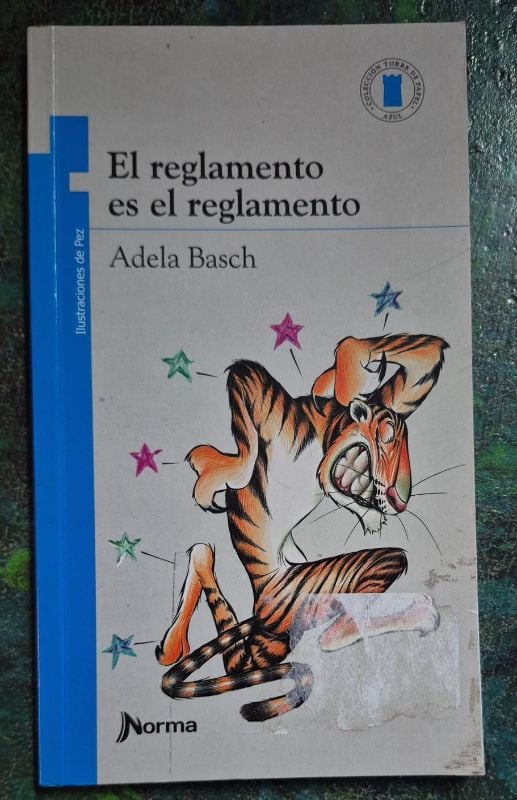 • COLECCIÓN TORRE DE PAPEL •
AZUL
El reglamento
es el reglamento
Adela Basch
Ilustraciones de Pez
Norma